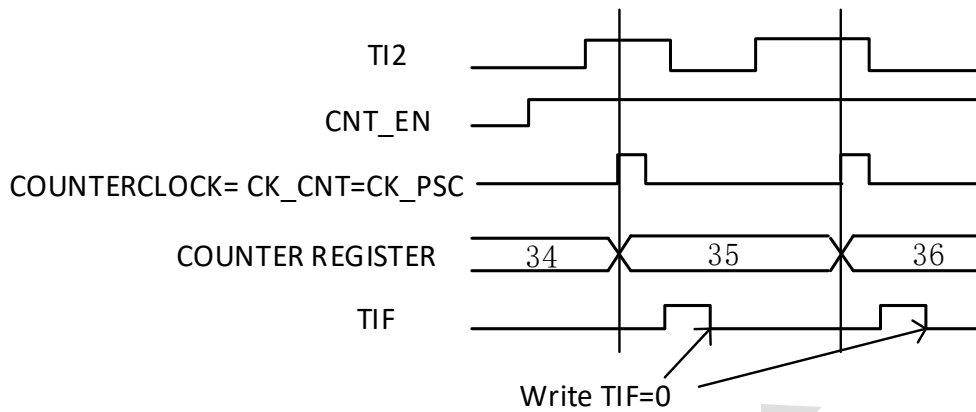 TI2
CNT_EN
COUNTERCLOCK= CK_CNT=CK_PSC
COUNTER REGISTER 34 35 36
TIF
Write TIF=0